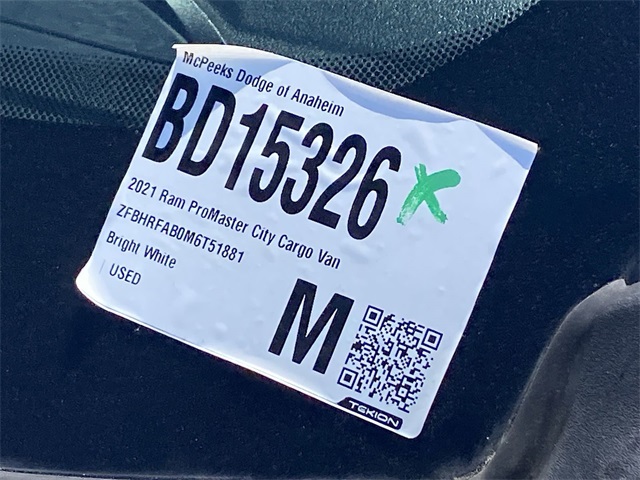 McPeeks Dodge of Anaheim
BD15326
2021 Ram ProMaster City Cargo Van
ZFBHRFAB0M6T51881
Bright White
USED
M
TEKION